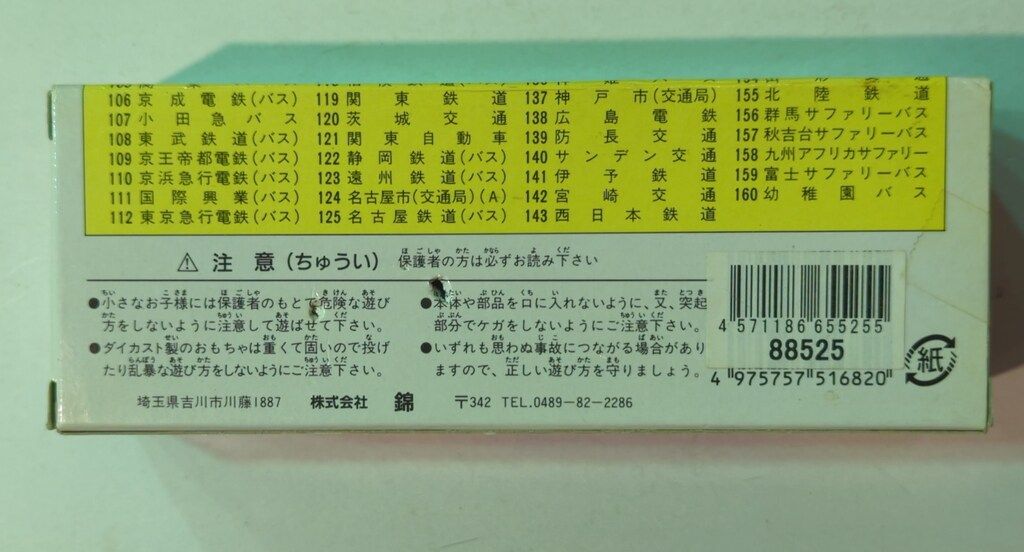 106 京成電鉄(バス)
107 小田急バス
108 東武鉄道(バス)
109 京王帝都電鉄(バス)
110 京浜急行電鉄(バス)
111 国際興業(バス)
112 東京急行電鉄(バス)
119 関東鉄道
120 茨城交通
121 関東自動車
122 静岡鉄道(バス)
123 遠州鉄道(バス)
124 名古屋市(交通局)(A)
125 名古屋鉄道(バス)
137 神戸市(交通局)
138 広島電鉄
139 防長交通
140 サンデン交通
141 伊予鉄道
142 宮崎交通
143 西日本鉄道
155 北陸鉄道
156 群馬サファリーバス
157 秋吉台サファリーバス
158 九州アフリカサファリー
159 富士サファリーバス
160 幼稚園バス
⚠ 注意(ちゅうい) 保護者の方は必ずお読み下さい
●小さなお子様には保護者のもとで危険な遊び
方をしないように注意して遊ばせて下さい。
●ダイカスト製のおもちゃは重くて固いので投げ
たり乱暴な遊び方をしないようにご注意下さい。
●本体や部品を口に入れないように、又、突起
部分でケガをしないようにご注意下さい。
●いずれも思わぬ事故につながる場合があり
ますので、正しい遊び方を守りましょう。
埼玉県吉川市川藤1887 株式会社 錦 〒342 TEL.0489-82-2286
4 571186 655255
88525
4 975757 516820
紙